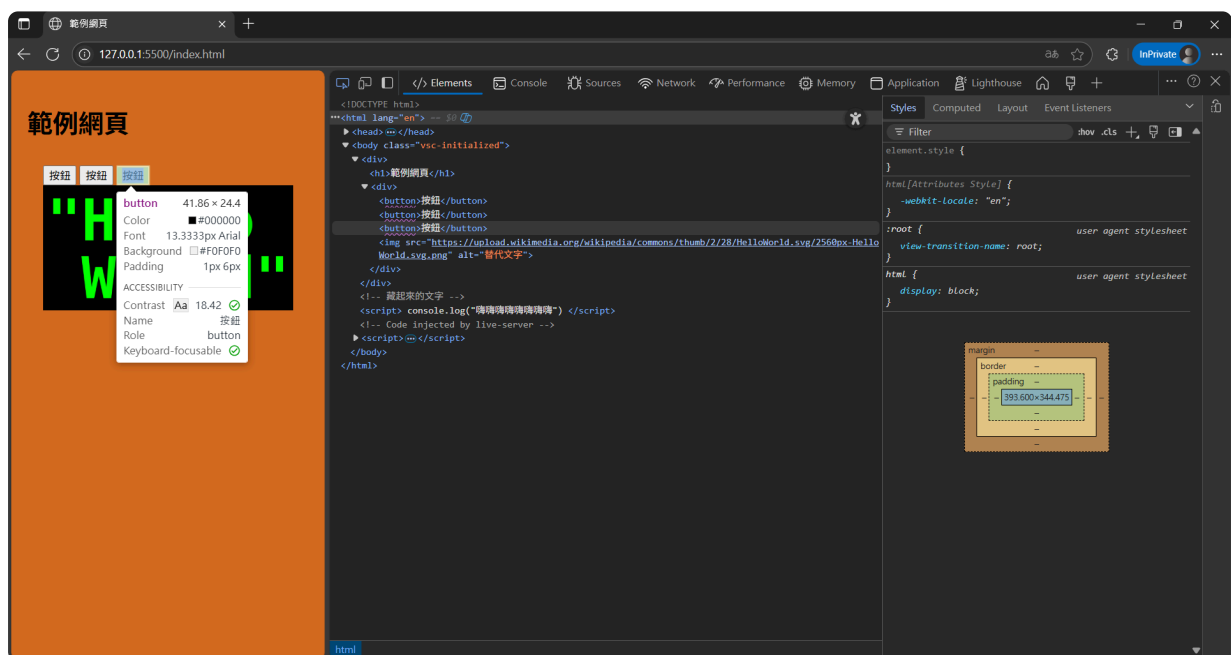 範例網頁
127.0.0.1:5500/index.html
あぁ
InPrivate
範例網頁
按鈕 按鈕 按鈕
"H
W "
button 41.86 × 24.4
Color #000000
Font 13.3333px Arial
Background #F0F0F0
Padding 1px 6px
ACCESSIBILITY
Contrast Aa 18.42
Name 按鈕
Role button
Keyboard-focusable
</> Elements Console Sources Network Performance Memory Application Lighthouse
<!DOCTYPE html>
···<html lang="en"> == $0
▶<head>···</head>
▼<body class="vsc-initialized">
▼<div>
<h1>範例網頁</h1>
▼<div>
<button>按鈕</button>
<button>按鈕</button>
<button>按鈕</button>
<img src="https://upload.wikimedia.org/wikipedia/commons/thumb/2/28/HelloWorld.svg/2560px-Hello
World.svg.png" alt="替代文字">
</div>
</div>
<!-- 藏起來的文字 -->
<script> console.log("嗨嗨嗨嗨嗨嗨嗨") </script>
<!-- Code injected by live-server -->
▶<script>···</script>
</body>
</html>
html
Styles Computed Layout Event Listeners
Filter :hov .cls
element.style {
}
html[Attributes Style] {
-webkit-locale: "en";
}
:root { user agent stylesheet
view-transition-name: root;
}
html { user agent stylesheet
display: block;
}
margin –
border –
padding –
– – – 393.600×344.475 – – –
–
–
–